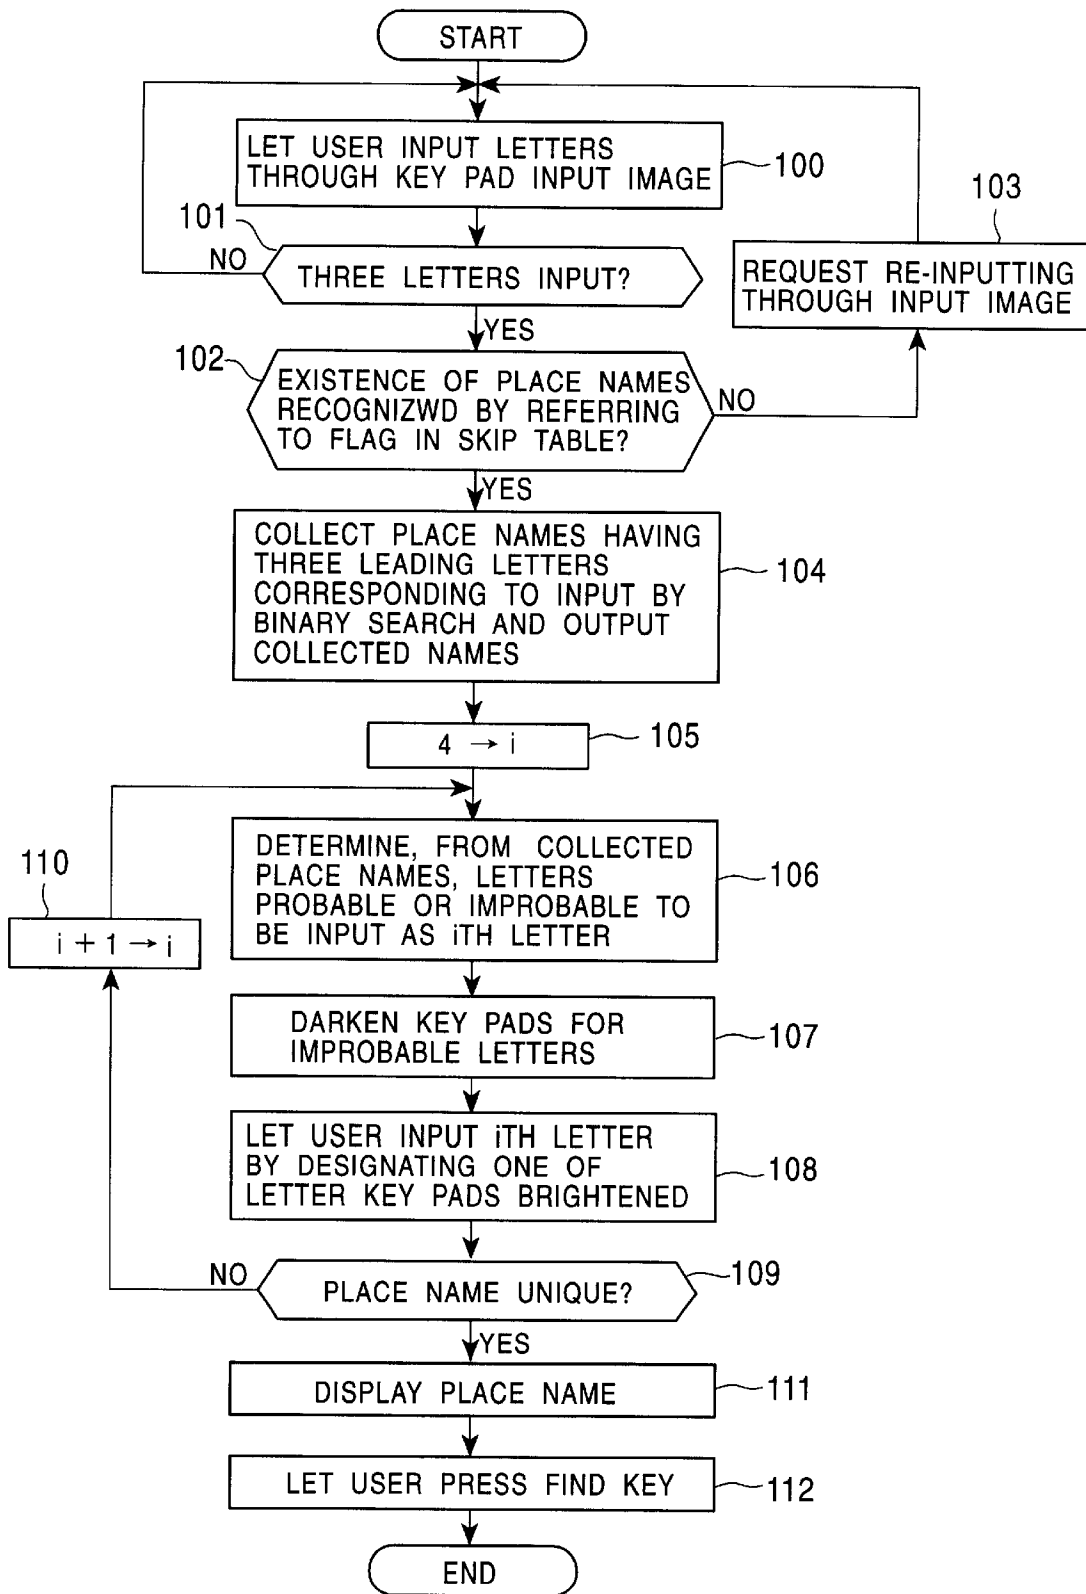 START
LET USER INPUT LETTERS
THROUGH KEY PAD INPUT IMAGE
100
101
NO
THREE LETTERS INPUT?
YES
103
REQUEST RE-INPUTTING
THROUGH INPUT IMAGE
102
EXISTENCE OF PLACE NAMES
RECOGNIZWD BY REFERRING
TO FLAG IN SKIP TABLE?
NO
YES
COLLECT PLACE NAMES HAVING
THREE LEADING LETTERS
CORRESPONDING TO INPUT BY
BINARY SEARCH AND OUTPUT
COLLECTED NAMES
104
4 → i
105
110
i + 1 → i
DETERMINE, FROM COLLECTED
PLACE NAMES, LETTERS
PROBABLE OR IMPROBABLE TO
BE INPUT AS iTH LETTER
106
DARKEN KEY PADS FOR
IMPROBABLE LETTERS
107
LET USER INPUT iTH LETTER
BY DESIGNATING ONE OF
LETTER KEY PADS BRIGHTENED
108
NO
PLACE NAME UNIQUE?
109
YES
DISPLAY PLACE NAME
111
LET USER PRESS FIND KEY
112
END